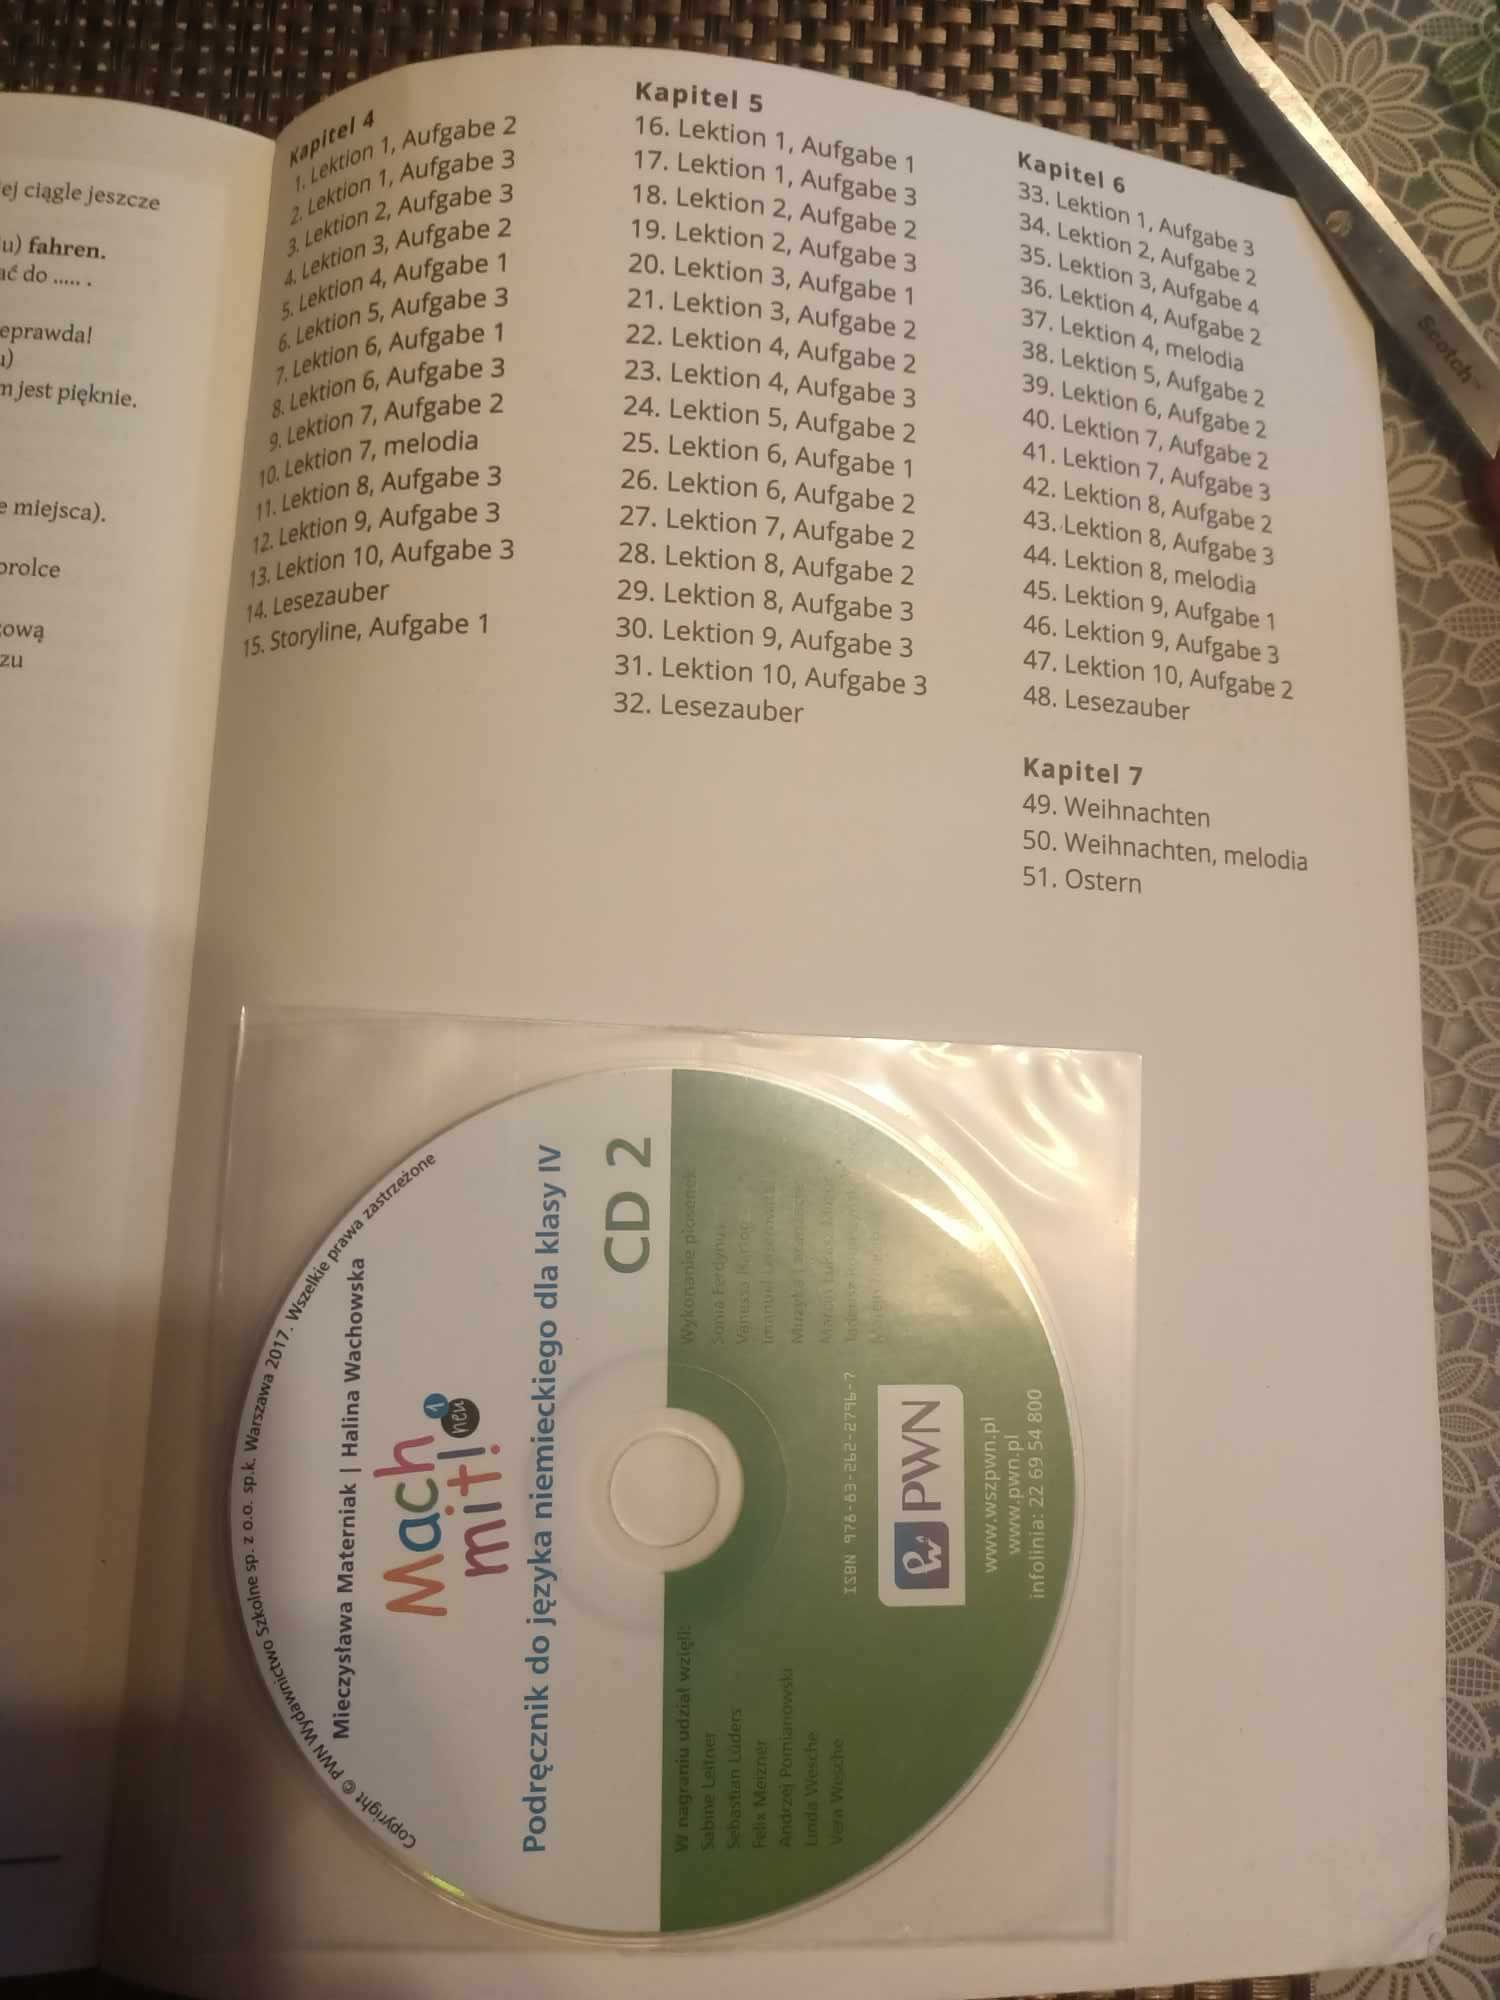 ej ciągle jeszcze
u) fahren.
ać do ..... .
eprawda!
u)
m jest pięknie.
e miejsca).
orolce
ową
zu
Kapitel 4
1. Lektion 1, Aufgabe 2
2. Lektion 1, Aufgabe 3
3. Lektion 2, Aufgabe 3
4. Lektion 3, Aufgabe 2
5. Lektion 4, Aufgabe 1
6. Lektion 5, Aufgabe 3
7. Lektion 6, Aufgabe 1
8. Lektion 6, Aufgabe 3
9. Lektion 7, Aufgabe 2
10. Lektion 7, melodia
11. Lektion 8, Aufgabe 3
12. Lektion 9, Aufgabe 3
13. Lektion 10, Aufgabe 3
14. Lesezauber
15. Storyline, Aufgabe 1
Kapitel 5
16. Lektion 1, Aufgabe 1
17. Lektion 1, Aufgabe 3
18. Lektion 2, Aufgabe 2
19. Lektion 2, Aufgabe 3
20. Lektion 3, Aufgabe 1
21. Lektion 3, Aufgabe 2
22. Lektion 4, Aufgabe 2
23. Lektion 4, Aufgabe 3
24. Lektion 5, Aufgabe 2
25. Lektion 6, Aufgabe 1
26. Lektion 6, Aufgabe 2
27. Lektion 7, Aufgabe 2
28. Lektion 8, Aufgabe 2
29. Lektion 8, Aufgabe 3
30. Lektion 9, Aufgabe 3
31. Lektion 10, Aufgabe 3
32. Lesezauber
Kapitel 6
33. Lektion 1, Aufgabe 3
34. Lektion 2, Aufgabe 2
35. Lektion 3, Aufgabe 4
36. Lektion 4, Aufgabe 2
37. Lektion 4, melodia
38. Lektion 5, Aufgabe 2
39. Lektion 6, Aufgabe 2
40. Lektion 7, Aufgabe 2
41. Lektion 7, Aufgabe 3
42. Lektion 8, Aufgabe 2
43. Lektion 8, Aufgabe 3
44. Lektion 8, melodia
45. Lektion 9, Aufgabe 1
46. Lektion 9, Aufgabe 3
47. Lektion 10, Aufgabe 2
48. Lesezauber
Kapitel 7
49. Weihnachten
50. Weihnachten, melodia
51. Ostern
Scotch™
Copyright © PWN Wydawnictwo Szkolne sp. z o.o. sp.k. Warszawa 2017. Wszelkie prawa zastrzeżone
Mieczysława Materniak | Halina Wachowska
Mach
mit! 1
neu
Podręcznik do języka niemieckiego dla klasy IV
CD 2
W nagraniu udział wzięli:
Sabine Leitner
Sebastian Lüders
Felix Meizner
Andrzej Pomianowski
Linda Wesche
Vera Wesche
Wykonanie piosenek
Sonia Ferdynus
Vanessa
ISBN 978-83-262-2796-7
PWN
www.wszpwn.pl
www.pwn.pl
infolinia: 22 69 54 800